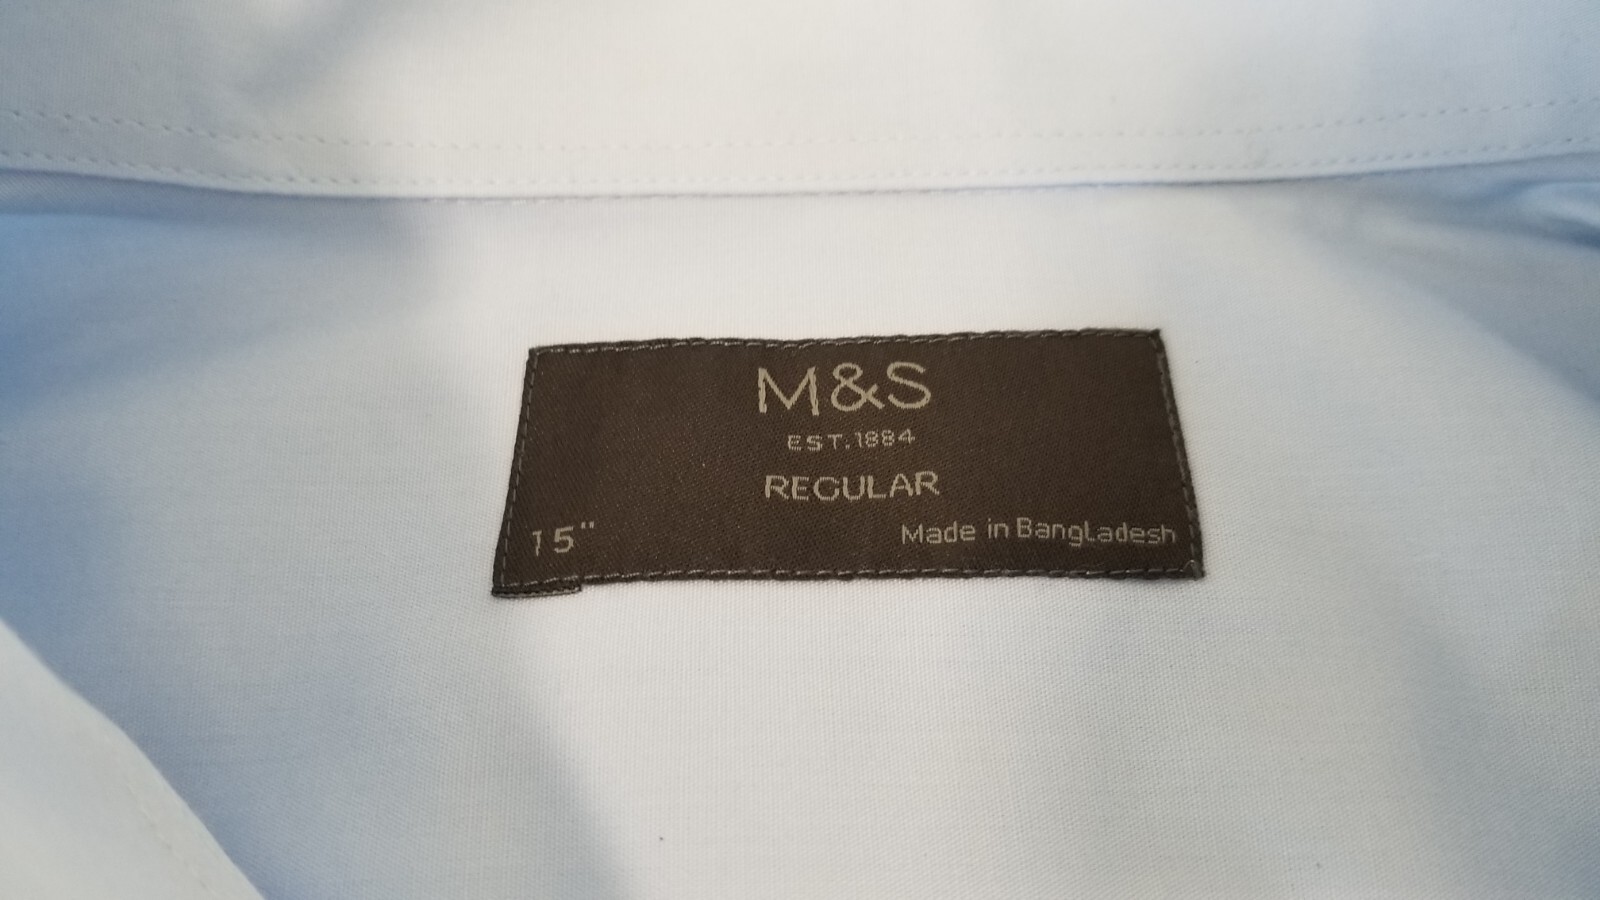 M&S
EST.1884
REGULAR
15"
Made in Bangladesh